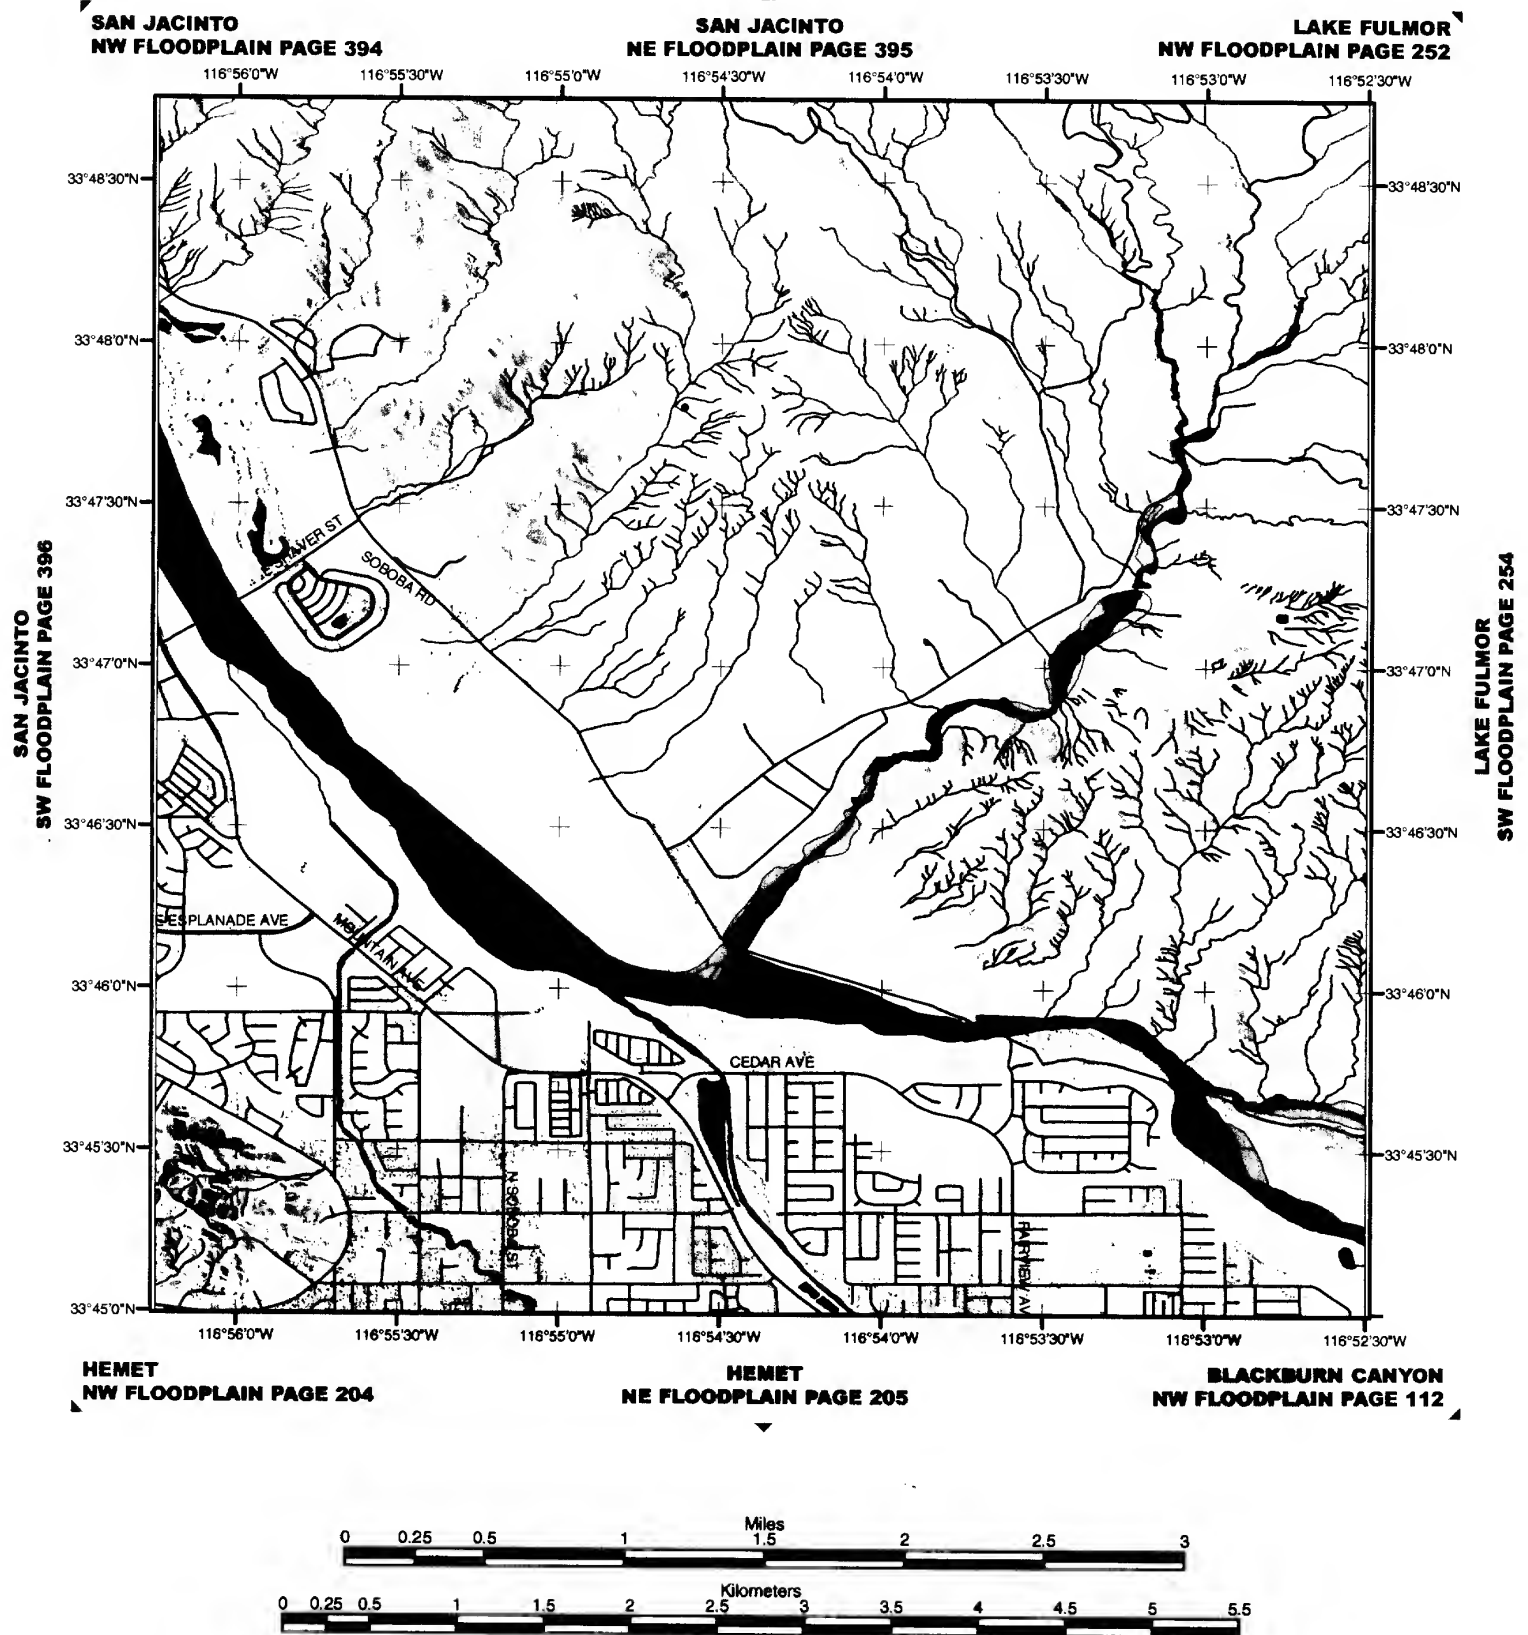 SAN JACINTO
NW FLOODPLAIN PAGE 394
SAN JACINTO
NE FLOODPLAIN PAGE 395
LAKE FULMOR
NW FLOODPLAIN PAGE 252
116°56'0"W
116°55'30"W
116°55'0"W
116°54'30"W
116°54'0"W
116°53'30"W
116°53'0"W
116°52'30"W
33°48'30"N
33°48'30"N
33°48'0"N
33°48'0"N
33°47'30"N
33°47'30"N
E SHAVER ST
SOBOBA RD
SAN JACINTO
SW FLOODPLAIN PAGE 396
LAKE FULMOR
SW FLOODPLAIN PAGE 254
33°47'0"N
33°47'0"N
33°46'30"N
33°46'30"N
E ESPLANADE AVE
MOUNTAIN AVE
33°46'0"N
33°46'0"N
CEDAR AVE
33°45'30"N
33°45'30"N
N SOBOBA ST
FAIRVIEW AV
33°45'0"N
116°56'0"W
116°55'30"W
116°55'0"W
116°54'30"W
116°54'0"W
116°53'30"W
116°53'0"W
116°52'30"W
HEMET
NW FLOODPLAIN PAGE 204
HEMET
NE FLOODPLAIN PAGE 205
BLACKBURN CANYON
NW FLOODPLAIN PAGE 112
Miles
0 0.25 0.5 1 1.5 2 2.5 3
Kilometers
0 0.25 0.5 1 1.5 2 2.5 3 3.5 4 4.5 5 5.5